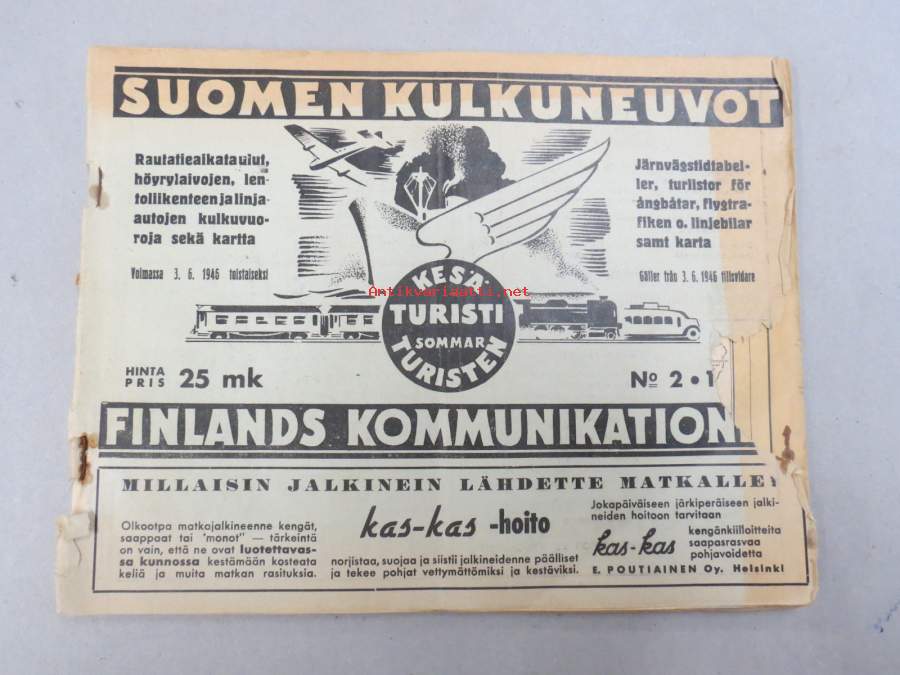 SUOMEN KULKUNEUVOT
Rautatieaikataulut,
höyrylaivojen, len-
toliikenteen ja linja-
autojen kulkuvuo-
roja sekä kartta
Voimassa 3. 6. 1946 toistaiseksi
Järnvägstidtabel-
ler, turlistor för
ångbåtar, flygtra-
fiken o. linjebilar
samt karta
Gäller från 3. 6. 1946 tillsvidare
KESÄ
Antikvariaatti.net
TURISTI
SOMMAR
TURISTEN
HINTA
PRIS 25 mk
No 2 • 1
FINLANDS KOMMUNIKATION
MILLAISIN JALKINEIN LÄHDETTE MATKALLE?
Olkootpa matkajalkineenne kengät,
saappaat tai "monot" — tärkeintä
on vain, että ne ovat luotettavas-
sa kunnossa kestämään kosteata
keliä ja muita matkan rasituksia.
kas-kas -hoito
norjistaa, suojaa ja siistii jalkineidenne päälliset
ja tekee pohjat vettymättömiksi ja kestäviksi.
Jokapäiväiseen järkiperäiseen jalki-
neiden hoitoon tarvitaan
kas-kas
kengänkiilloitteita
saapasrasvaa
pohjavoidetta
E. POUTIAINEN Oy. Helsinki